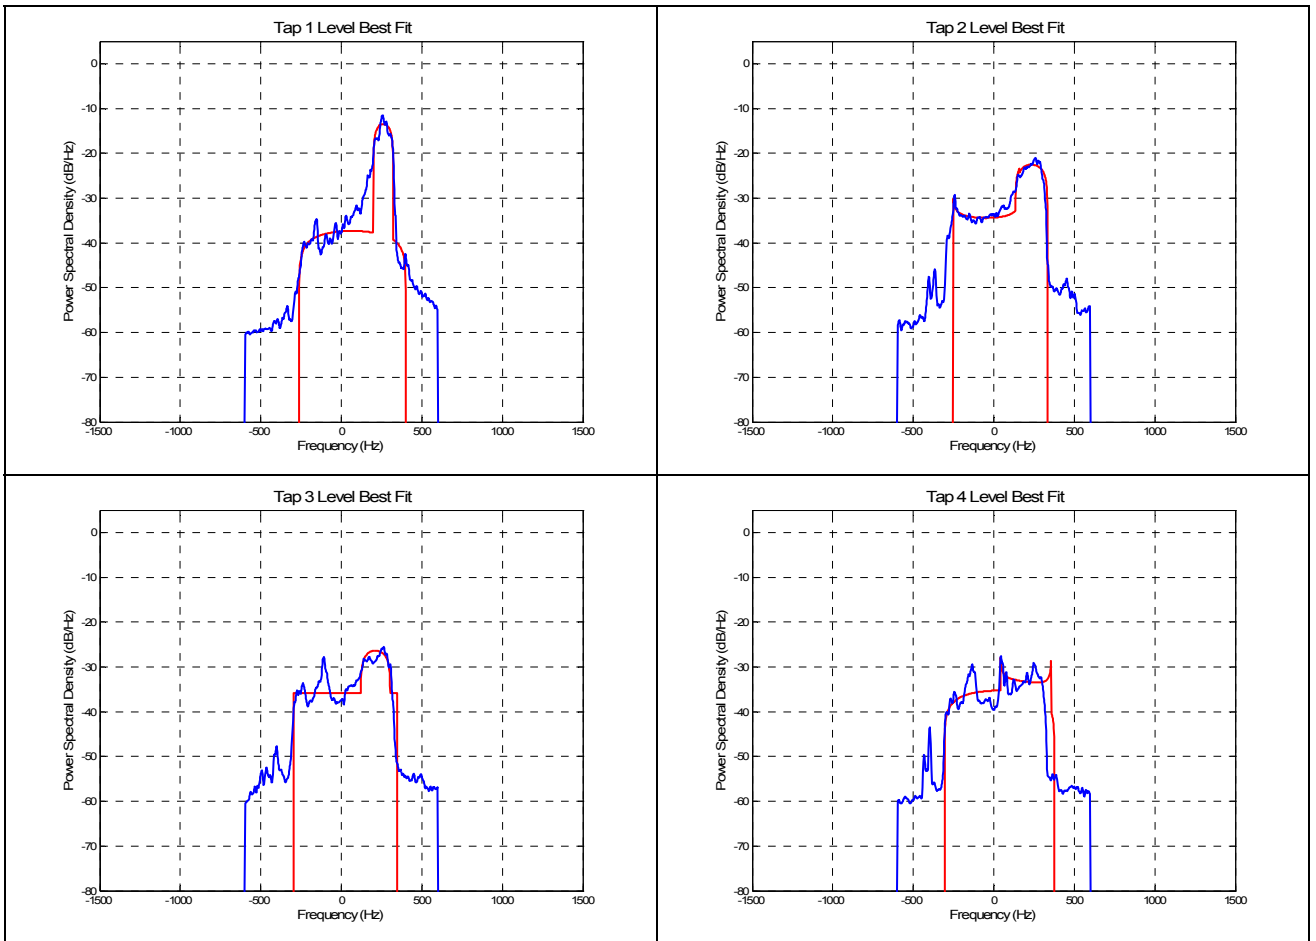 Tap 1 Level Best Fit
Power Spectral Density (dB/Hz)
0
-10
-20
-30
-40
-50
-60
-70
-80
-1500 -1000 -500 0 500 1000 1500
Frequency (Hz)
Tap 2 Level Best Fit
Power Spectral Density (dB/Hz)
0
-10
-20
-30
-40
-50
-60
-70
-80
-1500 -1000 -500 0 500 1000 1500
Frequency (Hz)
Tap 3 Level Best Fit
Power Spectral Density (dB/Hz)
0
-10
-20
-30
-40
-50
-60
-70
-80
-1500 -1000 -500 0 500 1000 1500
Frequency (Hz)
Tap 4 Level Best Fit
Power Spectral Density (dB/Hz)
0
-10
-20
-30
-40
-50
-60
-70
-80
-1500 -1000 -500 0 500 1000 1500
Frequency (Hz)